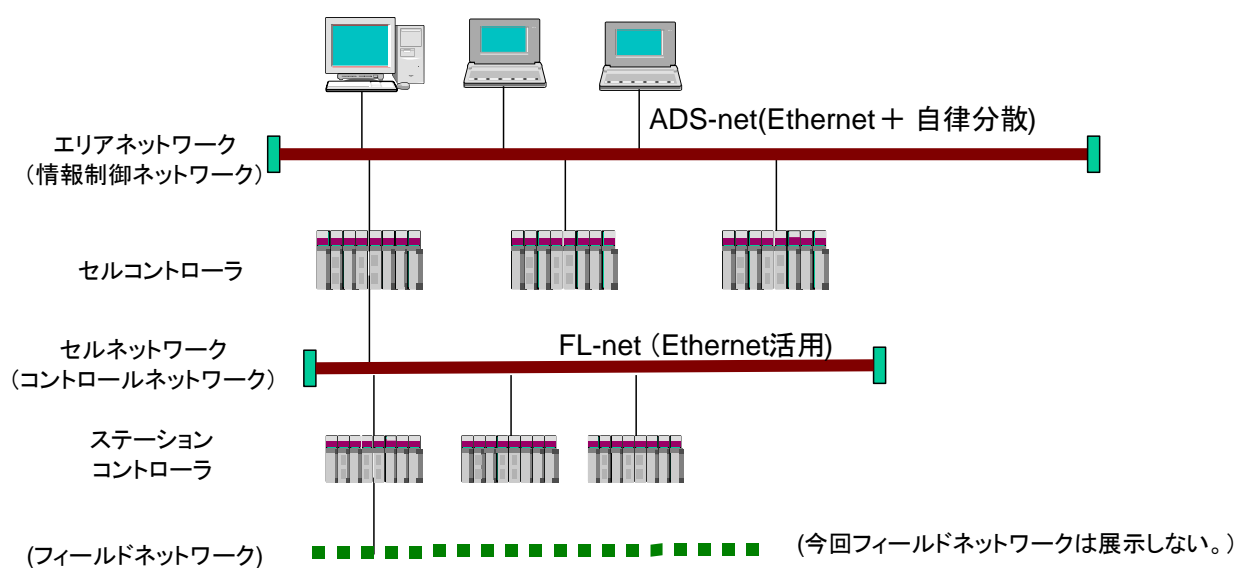 ADS-net(Ethernet＋ 自律分散)
エリアネットワーク
（情報制御ネットワーク）
セルコントローラ
FL-net（Ethernet活用)
セルネットワーク
（コントロールネットワーク）
ステーション
コントローラ
(フィールドネットワーク)
(今回フィールドネットワークは展示しない。）